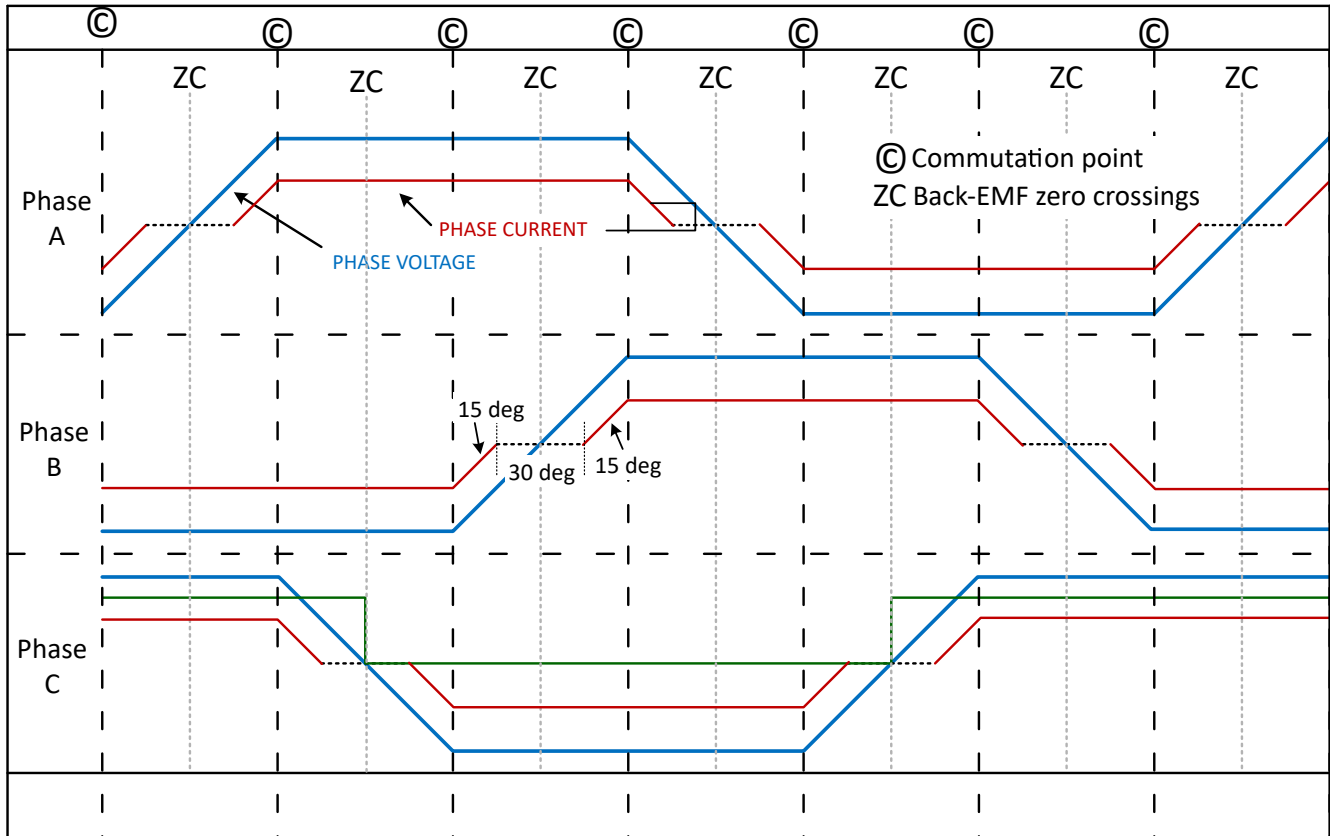 © © © © © © ©
ZC ZC ZC ZC ZC ZC ZC
© Commutation point
ZC Back-EMF zero crossings
Phase
A
PHASE CURRENT
PHASE VOLTAGE
Phase
B
15 deg
30 deg
15 deg
Phase
C